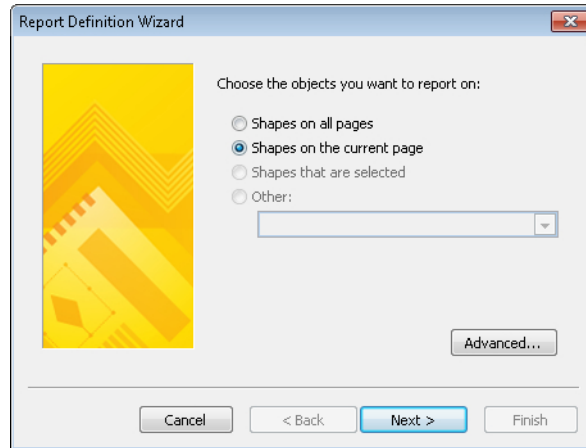 Report Definition Wizard
Choose the objects you want to report on:
Shapes on all pages
Shapes on the current page
Shapes that are selected
Other:
Advanced...
Cancel
< Back
Next >
Finish